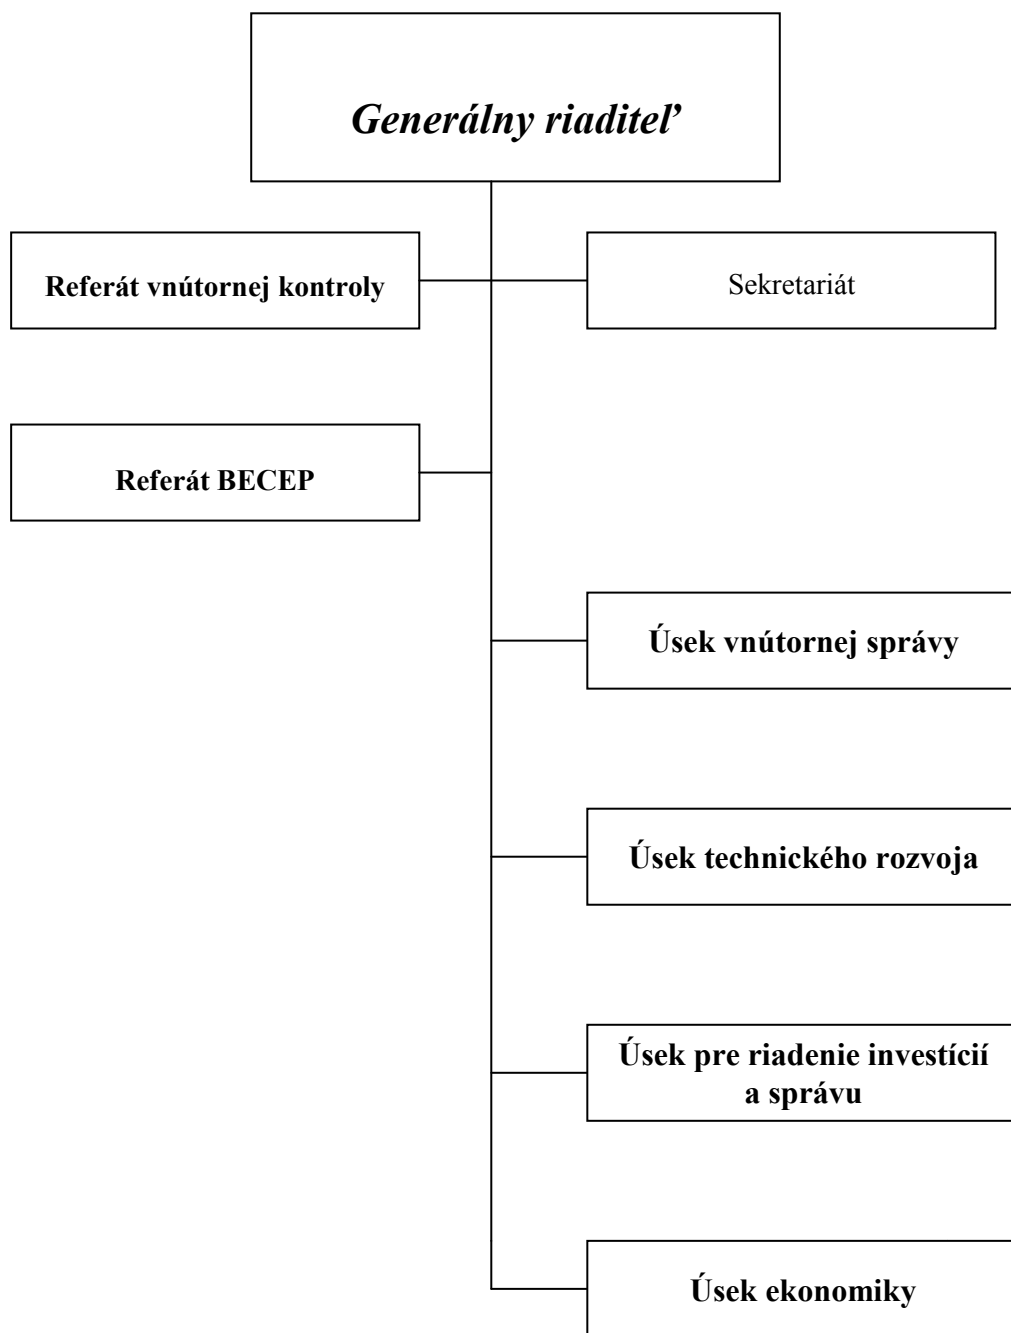 Generálny riaditeľ
Referát vnútornej kontroly
Sekretariát
Referát BECEP
Úsek vnútornej správy
Úsek technického rozvoja
Úsek pre riadenie investícií
a správu
Úsek ekonomiky